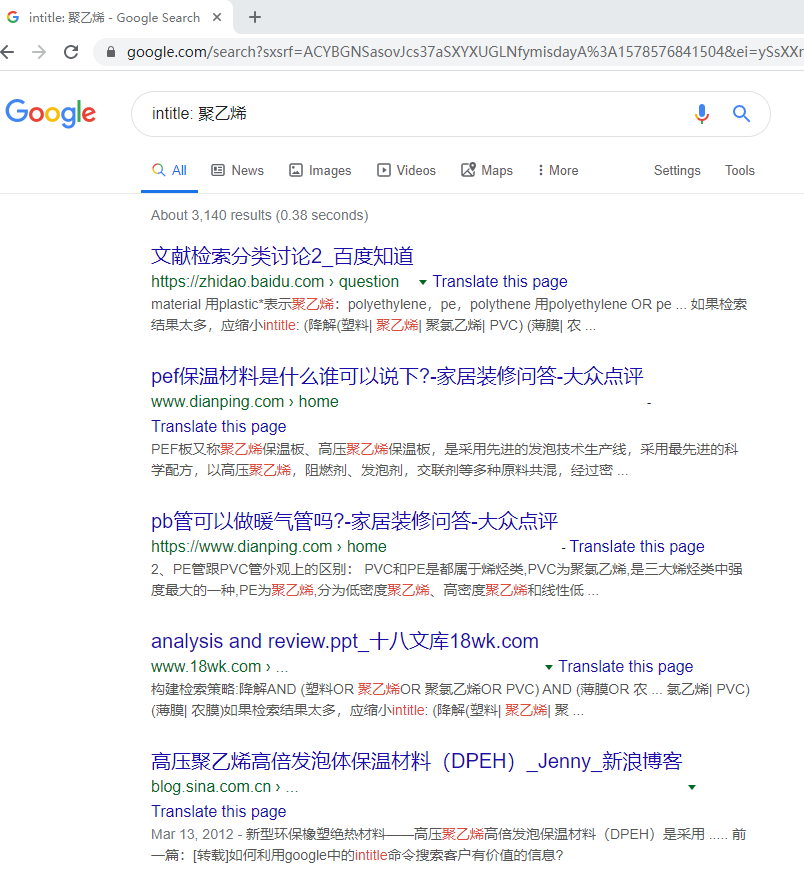 intitle: 聚乙烯 - Google Search
google.com/search?sxsrf=ACYBGNSasovJcs37aSXYXUGLNfymisdayA%3A1578576841504&ei=ySsXXr
Google
intitle: 聚乙烯
All News Images Videos Maps More Settings Tools
About 3,140 results (0.38 seconds)
文献检索分类讨论2_百度知道
https://zhidao.baidu.com › question Translate this page
material 用plastic*表示聚乙烯：polyethylene，pe，polythene 用polyethylene OR pe ... 如果检索
结果太多，应缩小intitle: (降解(塑料| 聚乙烯| 聚氯乙烯| PVC) (薄膜| 农 ...
pef保温材料是什么谁可以说下?-家居装修问答-大众点评
www.dianping.com › home -
Translate this page
PEF板又称聚乙烯保温板、高压聚乙烯保温板，是采用先进的发泡技术生产线，采用最先进的科
学配方，以高压聚乙烯，阻燃剂、发泡剂，交联剂等多种原料共混，经过密 ...
pb管可以做暖气管吗?-家居装修问答-大众点评
https://www.dianping.com › home - Translate this page
2、PE管跟PVC管外观上的区别： PVC和PE是都属于烯烃类,PVC为聚氯乙烯,是三大烯烃类中强
度最大的一种,PE为聚乙烯,分为低密度聚乙烯、高密度聚乙烯和线性低 ...
analysis and review.ppt_十八文库18wk.com
www.18wk.com › ... Translate this page
构建检索策略:降解AND (塑料OR 聚乙烯OR 聚氯乙烯OR PVC) AND (薄膜OR 农 ... 氯乙烯| PVC)
(薄膜| 农膜)如果检索结果太多，应缩小intitle: (降解(塑料| 聚乙烯| 聚 ...
高压聚乙烯高倍发泡体保温材料（DPEH）_Jenny_新浪博客
blog.sina.com.cn › ...
Translate this page
Mar 13, 2012 - 新型环保橡塑绝热材料——高压聚乙烯高倍发泡保温材料（DPEH）是采用 ..... 前
一篇：[转载]如何利用google中的intitle命令搜索客户有价值的信息?